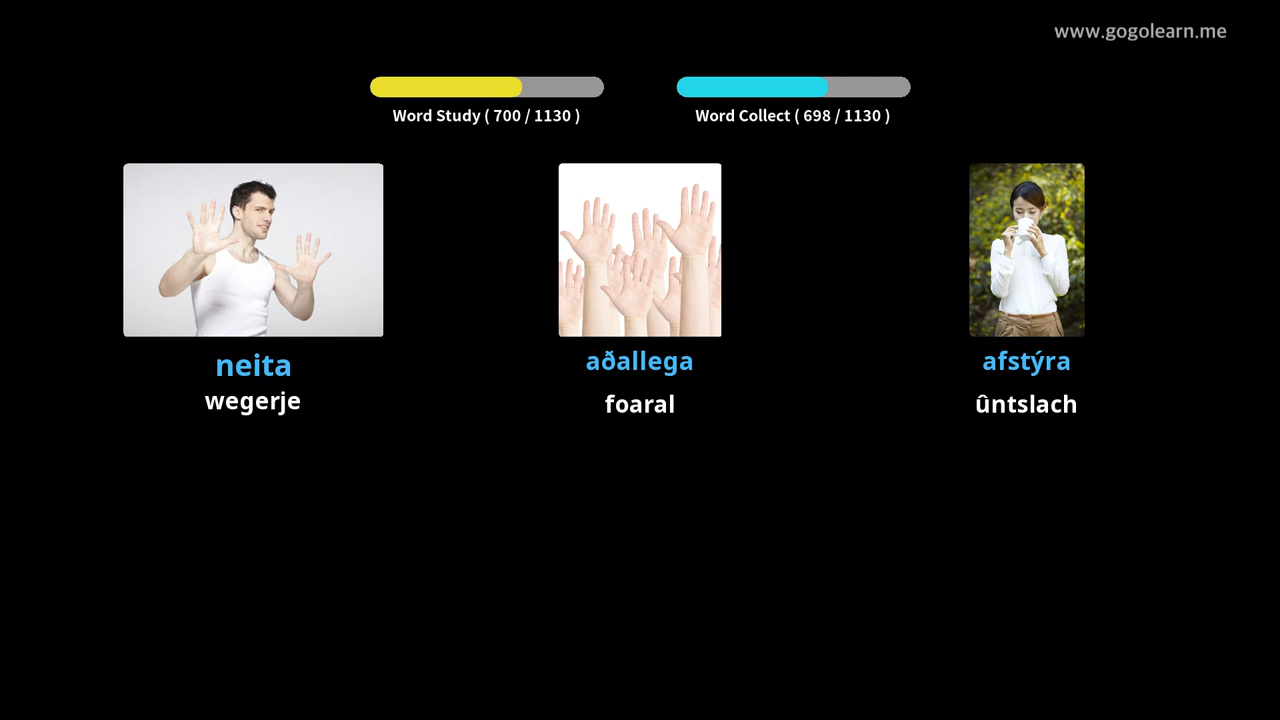 www.gogolearn.me
Word Study ( 700 / 1130 )
Word Collect ( 698 / 1130 )
neita
wegerje
aðallega
foaral
afstýra
ûntslach